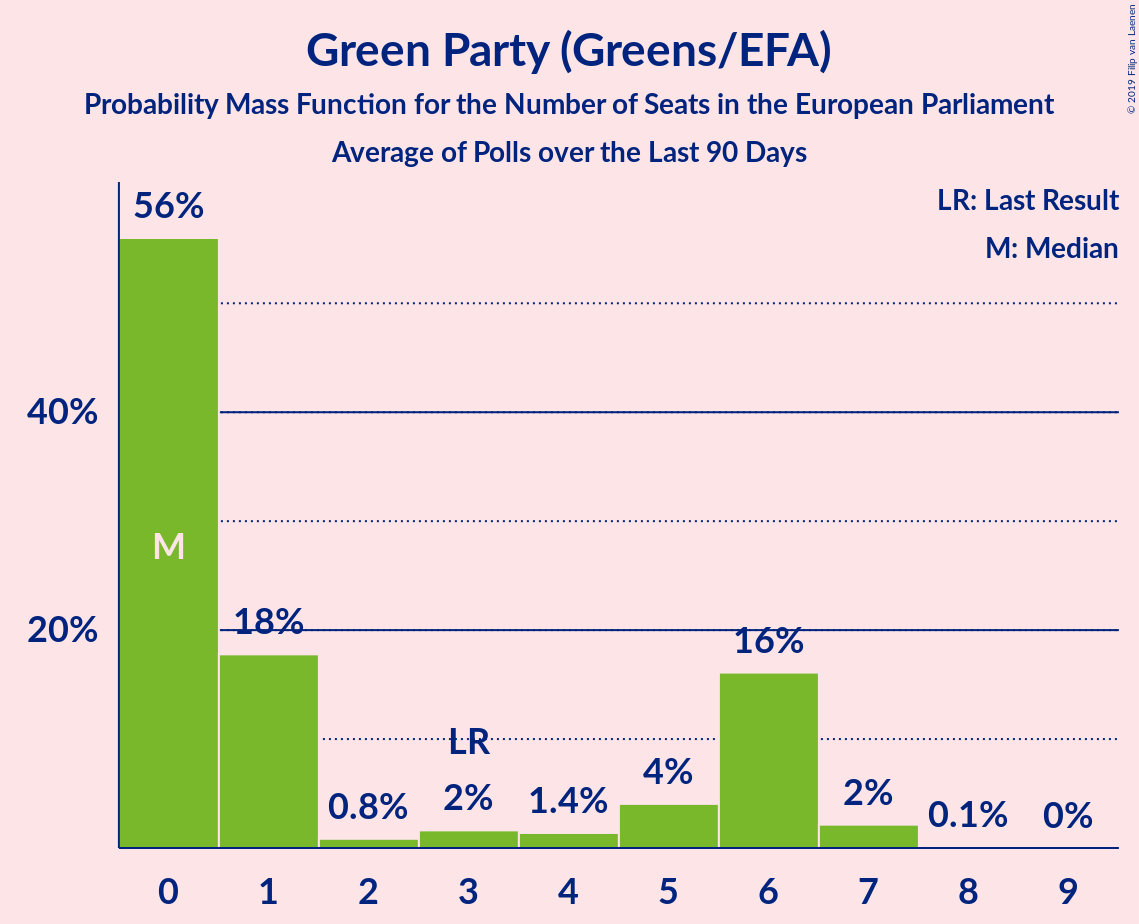 Green Party (Greens/EFA)
Probability Mass Function for the Number of Seats in the European Parliament
Average of Polls over the Last 90 Days
© 2019 Filip van Laenen
LR: Last Result
M: Median
56%
40%
M
20%
18%
16%
LR
0.8%
2%
1.4%
4%
2%
0.1%
0%
0 1 2 3 4 5 6 7 8 9